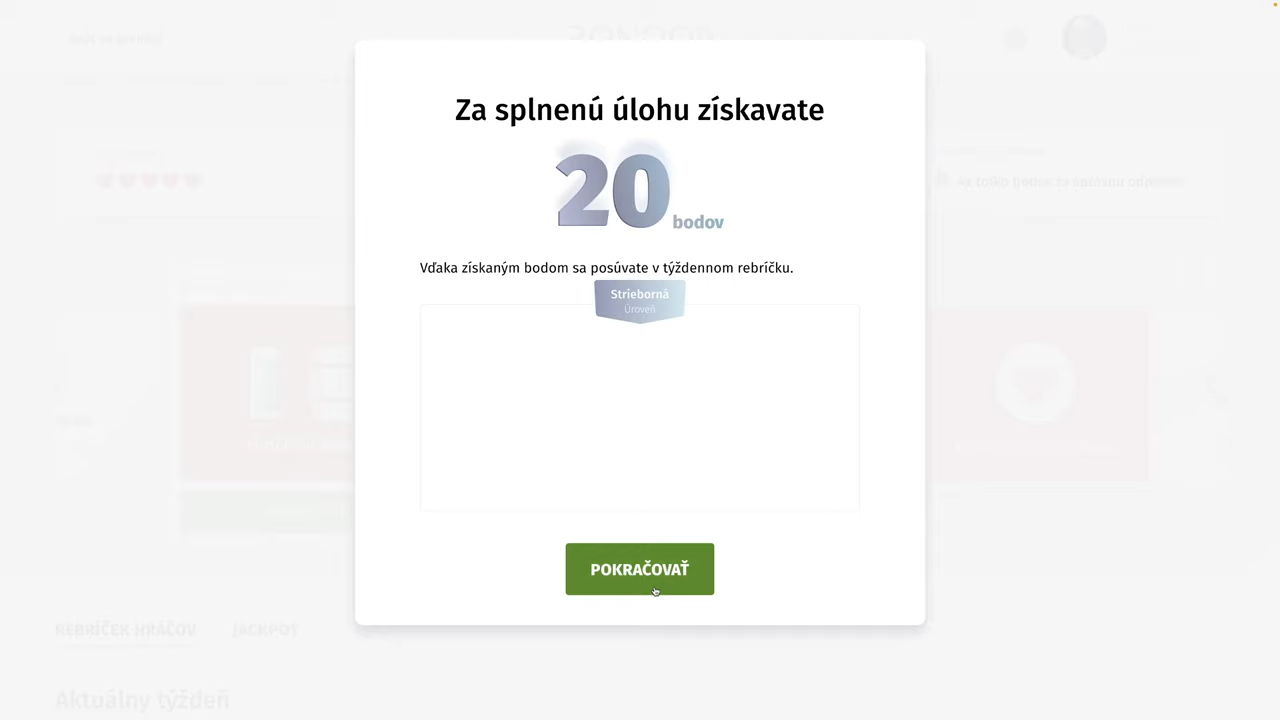 Za splnenú úlohu získavate
20 bodov
Vďaka získaným bodom sa posúvate v týždennom rebríčku.
Strieborná
Úroveň
POKRAČOVAŤ
REBRÍČEK HRÁČOV
JACKPOT
Aktuálny týždeň